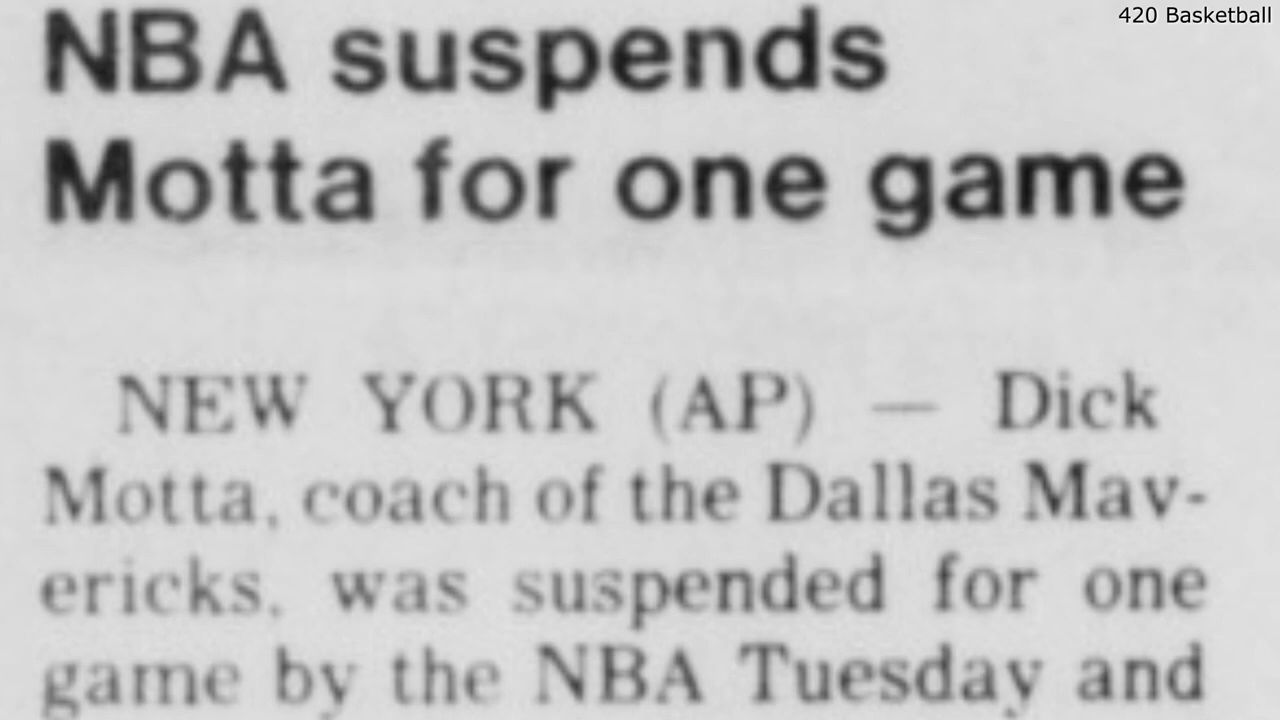 420 Basketball
NBA suspends
Motta for one game
NEW YORK (AP) — Dick
Motta, coach of the Dallas Mav-
ericks, was suspended for one
game by the NBA Tuesday and